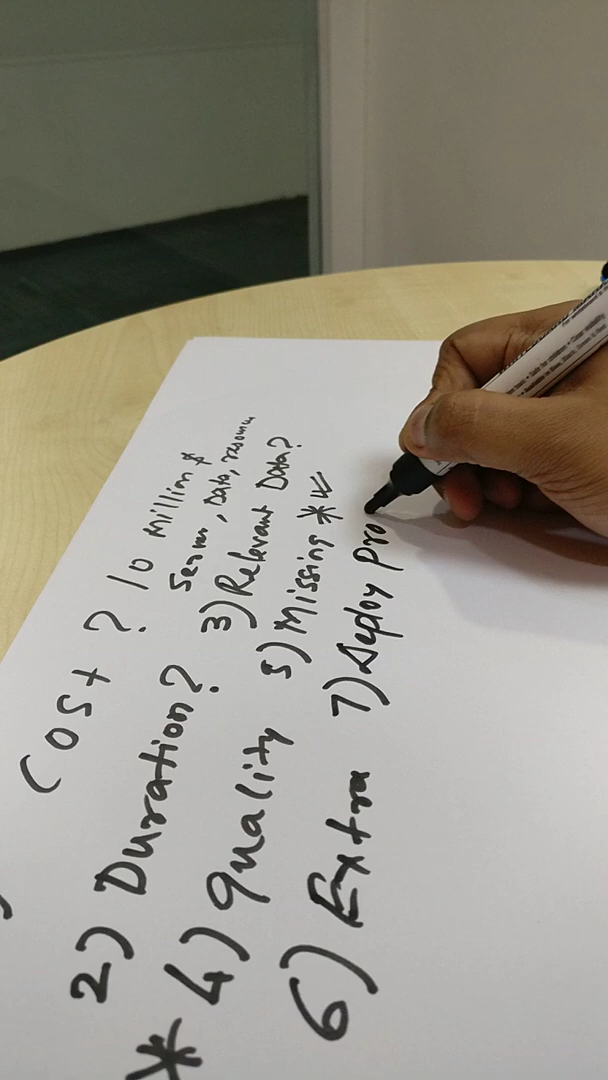 Cost ? 10 million $
Server, Data, resources
2) Duration? 3) Relevant Data?
* 4) Quality 5) Missing *
6) Extra 7) Deploy pro